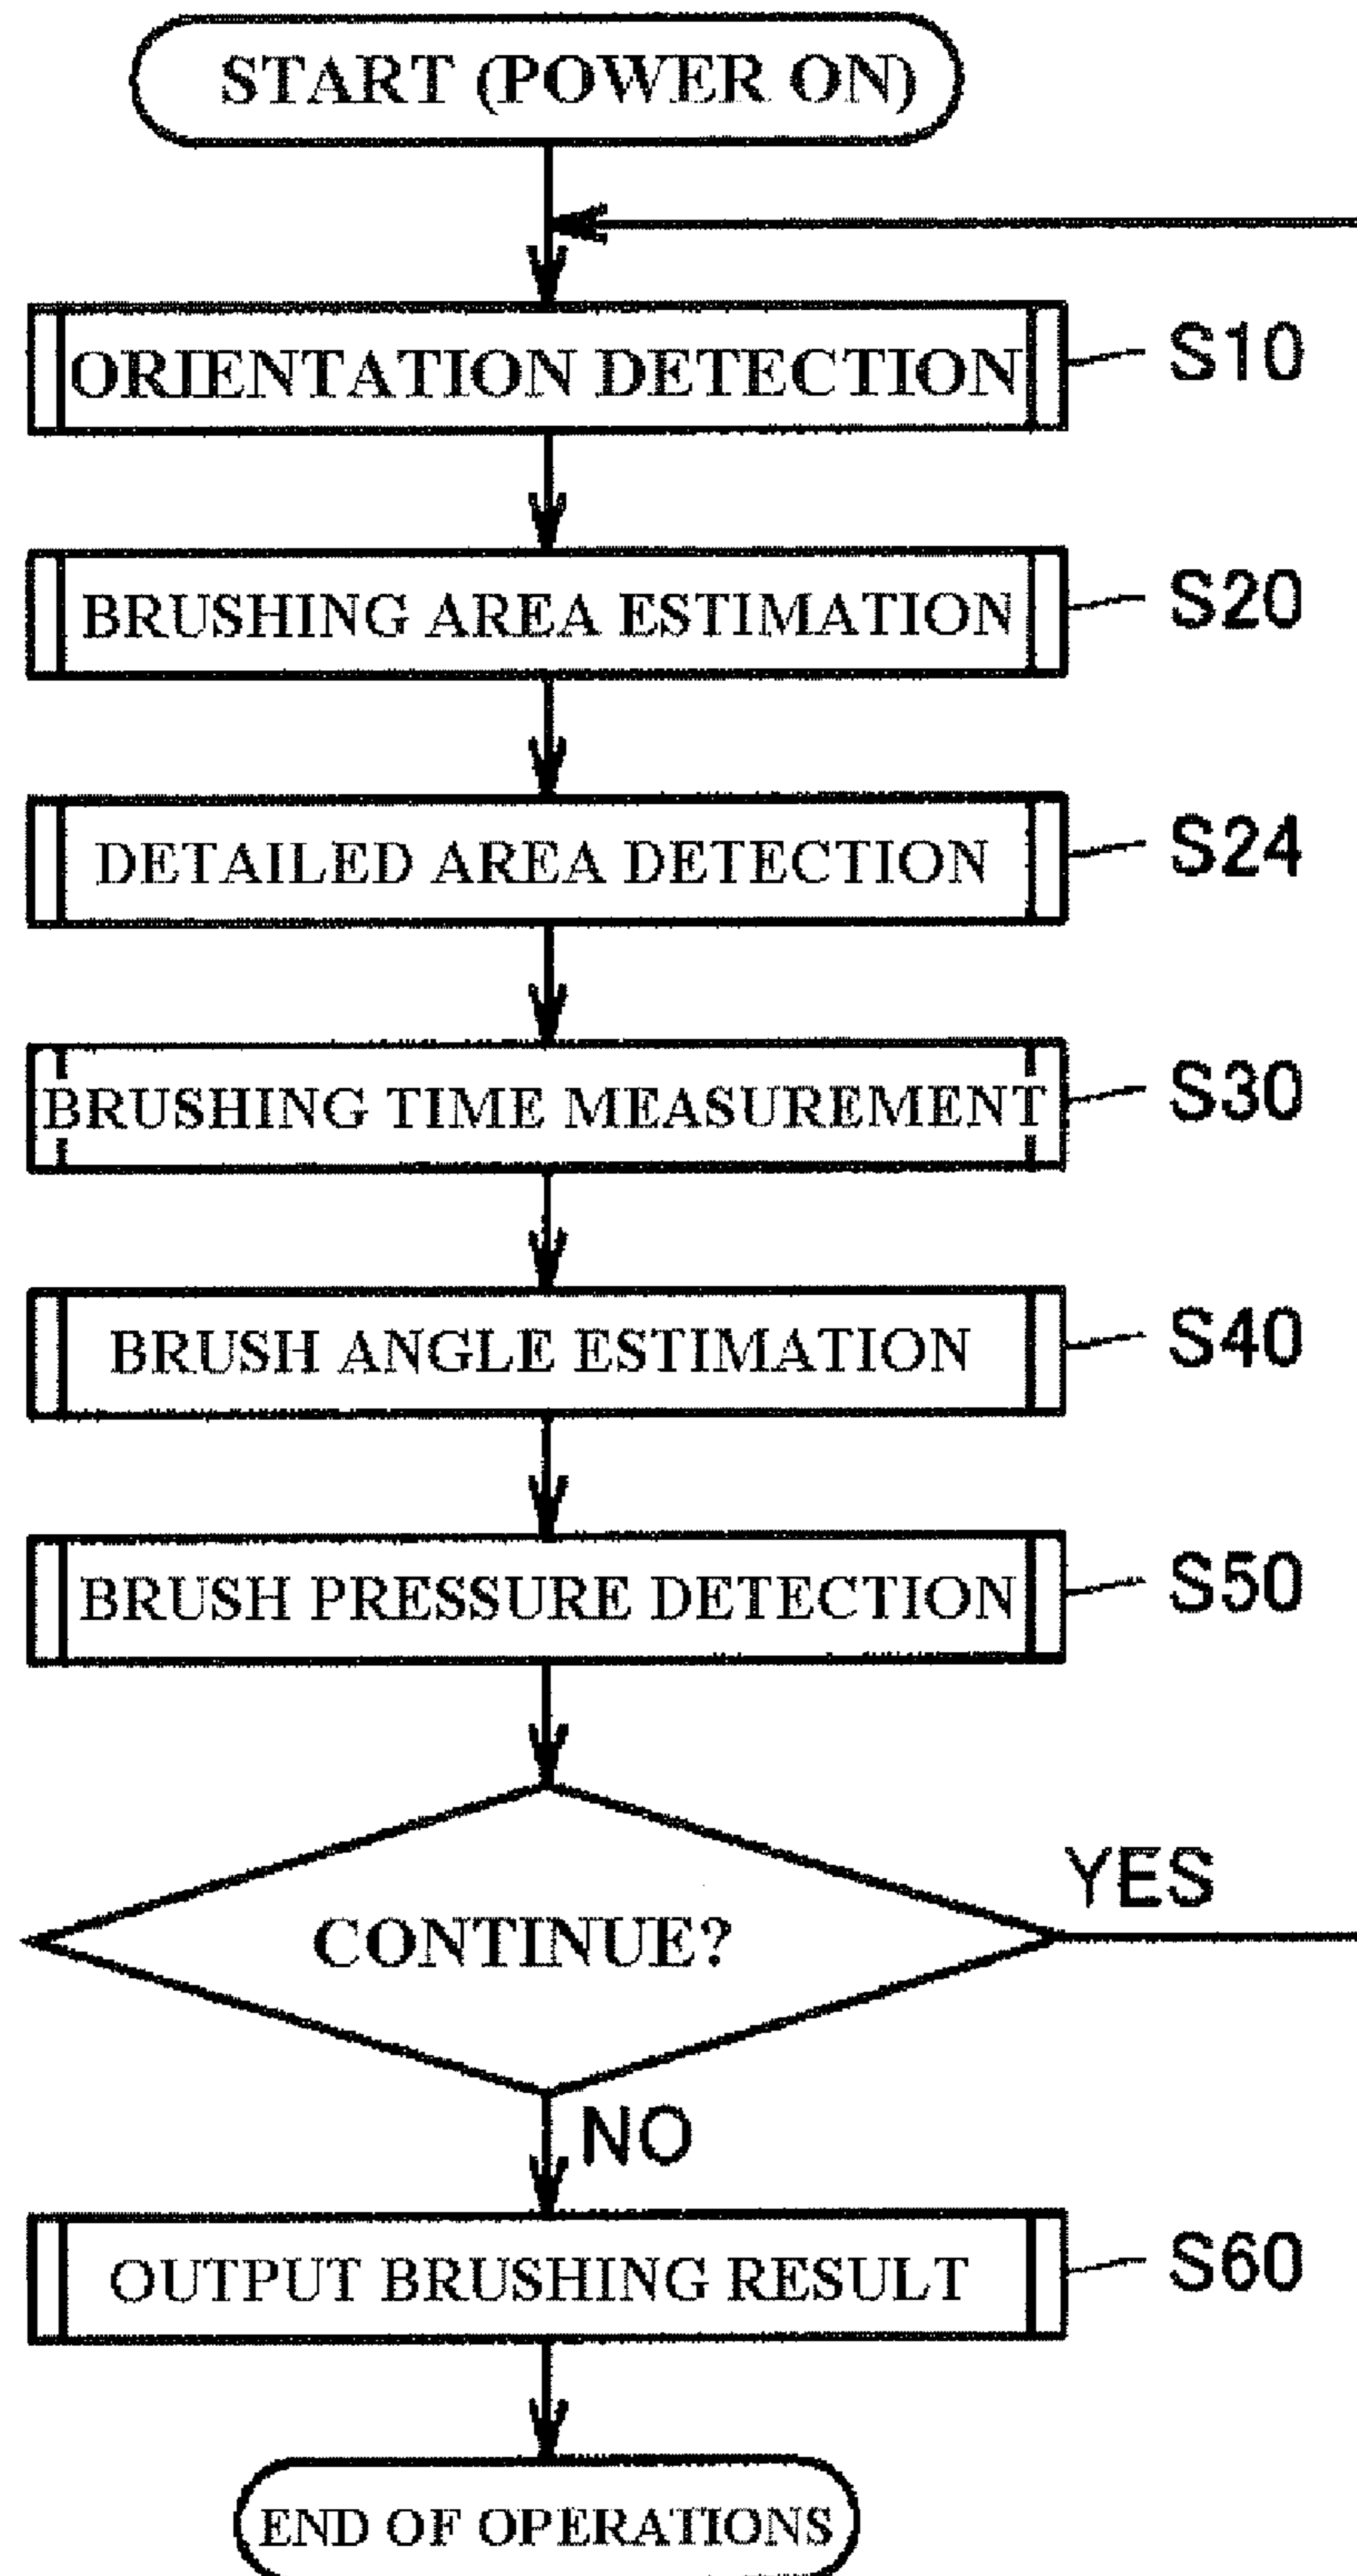 START (POWER ON)
ORIENTATION DETECTION
S10
BRUSHING AREA ESTIMATION
S20
DETAILED AREA DETECTION
S24
BRUSHING TIME MEASUREMENT
S30
BRUSH ANGLE ESTIMATION
S40
BRUSH PRESSURE DETECTION
S50
YES
CONTINUE?
NO
OUTPUT BRUSHING RESULT
S60
END OF OPERATIONS